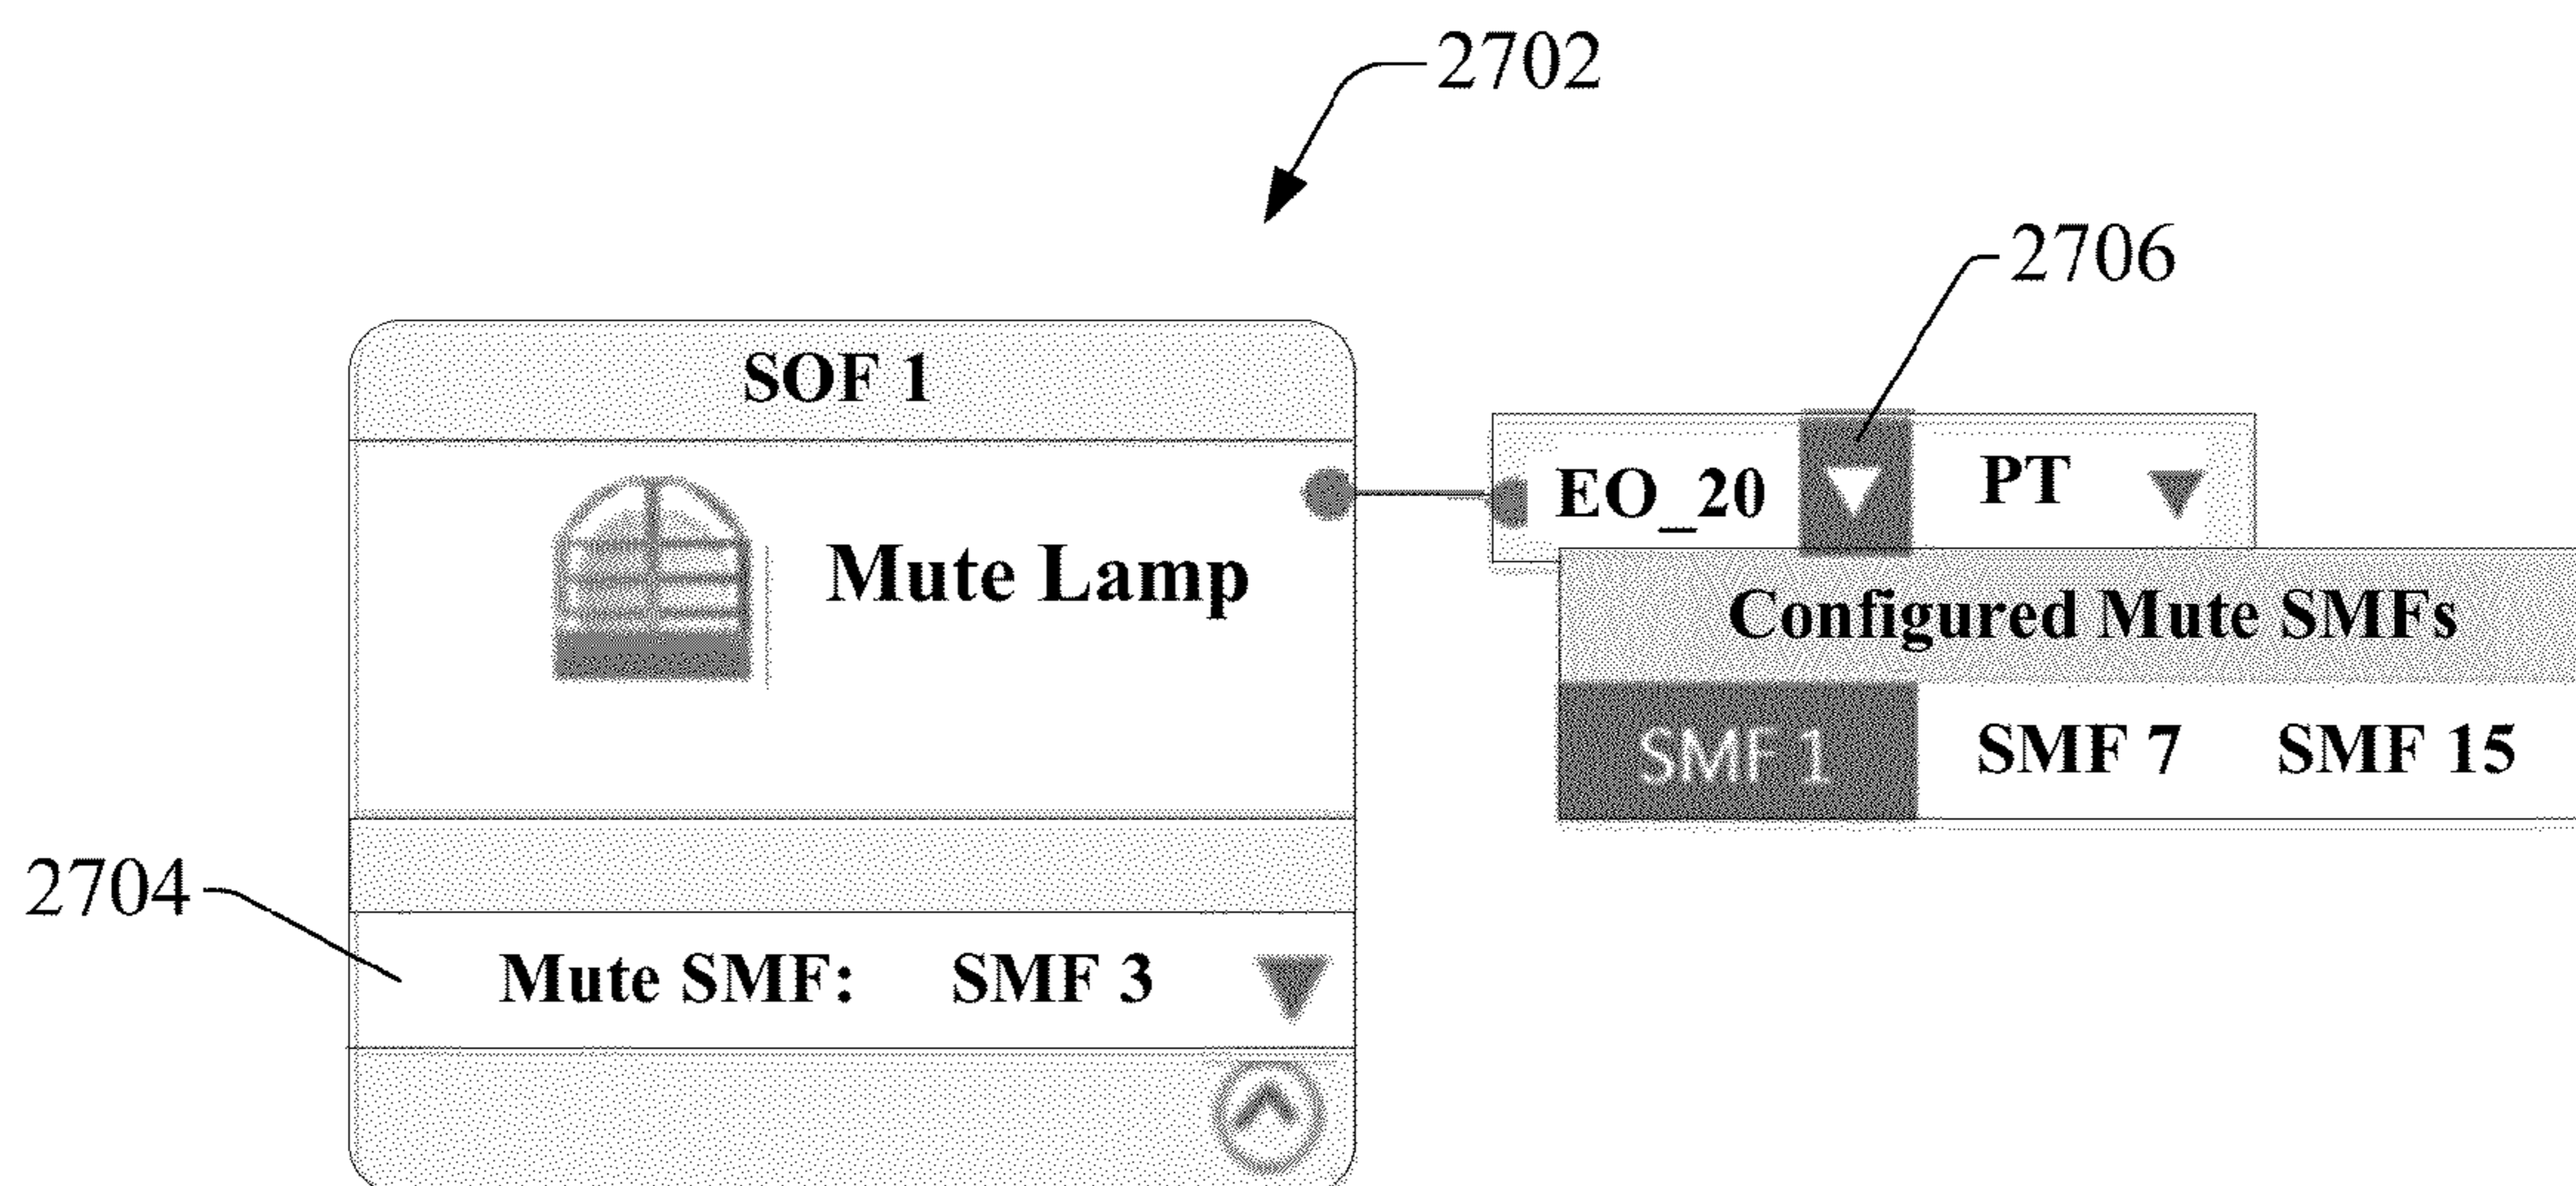 2702
2706
SOF 1
EO_20 PT
Mute Lamp
Configured Mute SMFs
SMF 1 SMF 7 SMF 15
2704
Mute SMF: SMF 3